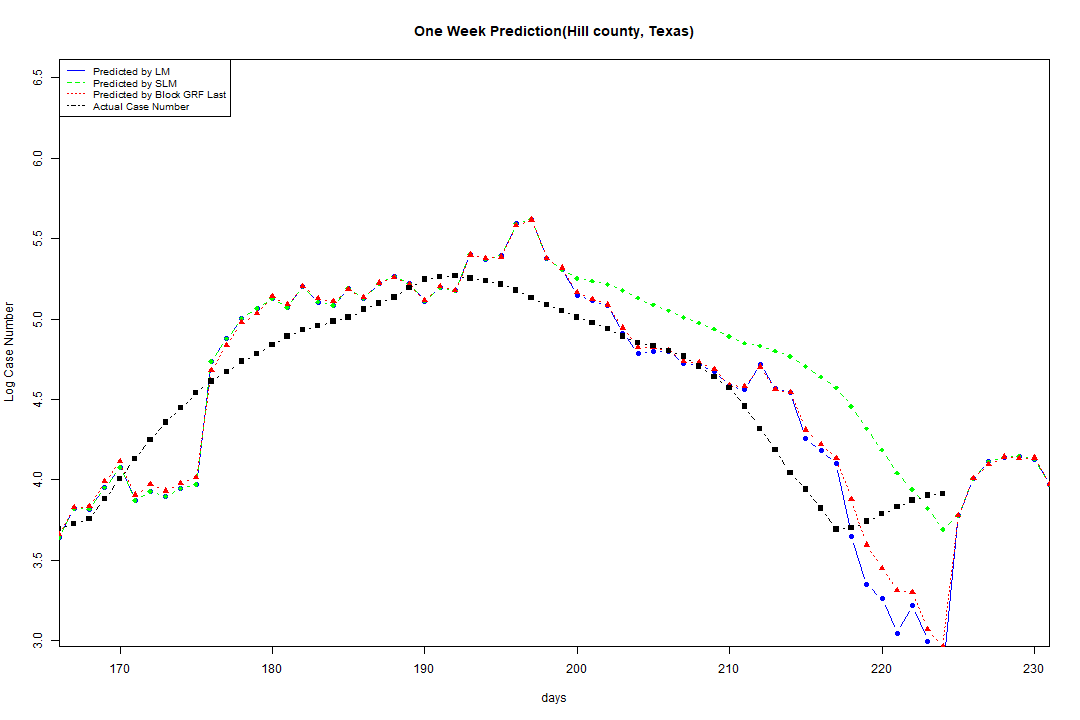 One Week Prediction(Hill county, Texas)
Predicted by LM
Predicted by SLM
Predicted by Block GRF Last
Actual Case Number
6.5
6.0
5.5
5.0
4.5
4.0
3.5
3.0
Log Case Number
170 180 190 200 210 220 230
days